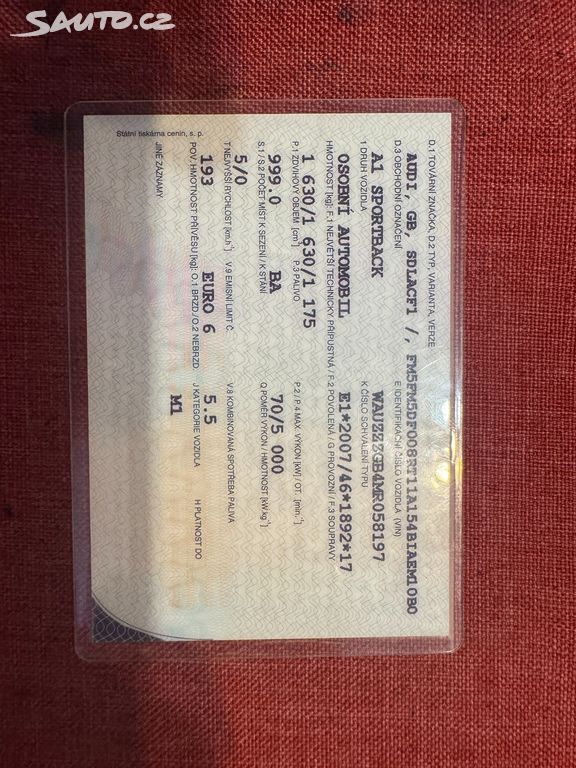 SAUTO.CZ
D.1 TOVÁRNÍ ZNAČKA, D.2 TYP, VARIANTA, VERZE
AUDI, GB, SDLACF1 /, FM5FM5DF008RT11A154BIAEM10B0
D.3 OBCHODNÍ OZNAČENÍ E IDENTIFIKAČNÍ ČÍSLO VOZIDLA (VIN)
A1 SPORTBACK WAUZZZGB4MR058197
1 DRUH VOZIDLA K ČÍSLO SCHVÁLENÍ TYPU
OSOBNÍ AUTOMOBIL E1*2007/46*1892*17
HMOTNOST [kg]: F.1 NEJVĚTŠÍ TECHNICKY PŘÍPUSTNÁ / F.2 POVOLENÁ / G PROVOZNÍ / F.3 SOUPRAVY
1 630/1 630/1 175
P.1 ZDVIHOVÝ OBJEM [cm³] P.3 PALIVO P.2 / P.4 MAX. VÝKON [kW] / OT. [min.⁻¹]
999.0 BA 70/5 000
S.1 / S.2 POČET MÍST K SEZENÍ / K STÁNÍ Q POMĚR VÝKON / HMOTNOST [kW.kg⁻¹]
5/0
T NEJVYŠŠÍ RYCHLOST [km.h⁻¹] V.9 EMISNÍ LIMIT Č. V.8 KOMBINOVANÁ SPOTŘEBA PALIVA
193 EURO 6 5.5
POV. HMOTNOST PŘÍVĚSU [kg]: O.1 BRZD / O.2 NEBRZD. J KATEGORIE VOZIDLA H PLATNOST DO
M1
JINÉ ZÁZNAMY
Státní tiskárna cenin, s. p.